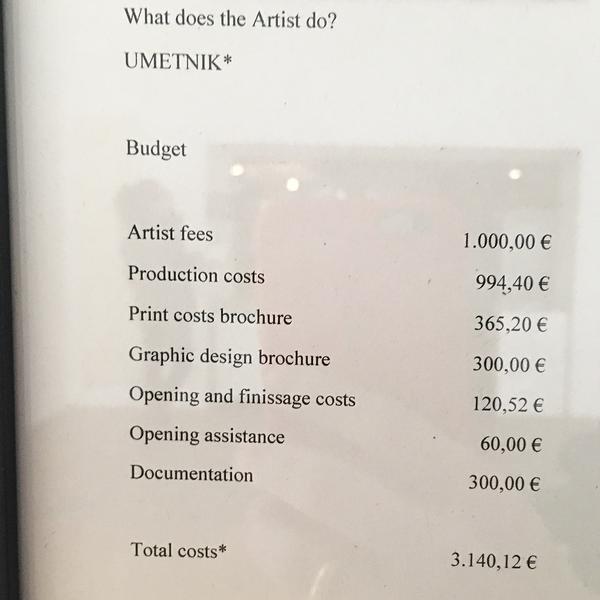 What does the Artist do?
UMETNIK*
Budget
Artist fees 1.000,00 €
Production costs 994,40 €
Print costs brochure 365,20 €
Graphic design brochure 300,00 €
Opening and finissage costs 120,52 €
Opening assistance 60,00 €
Documentation 300,00 €
Total costs* 3.140,12 €